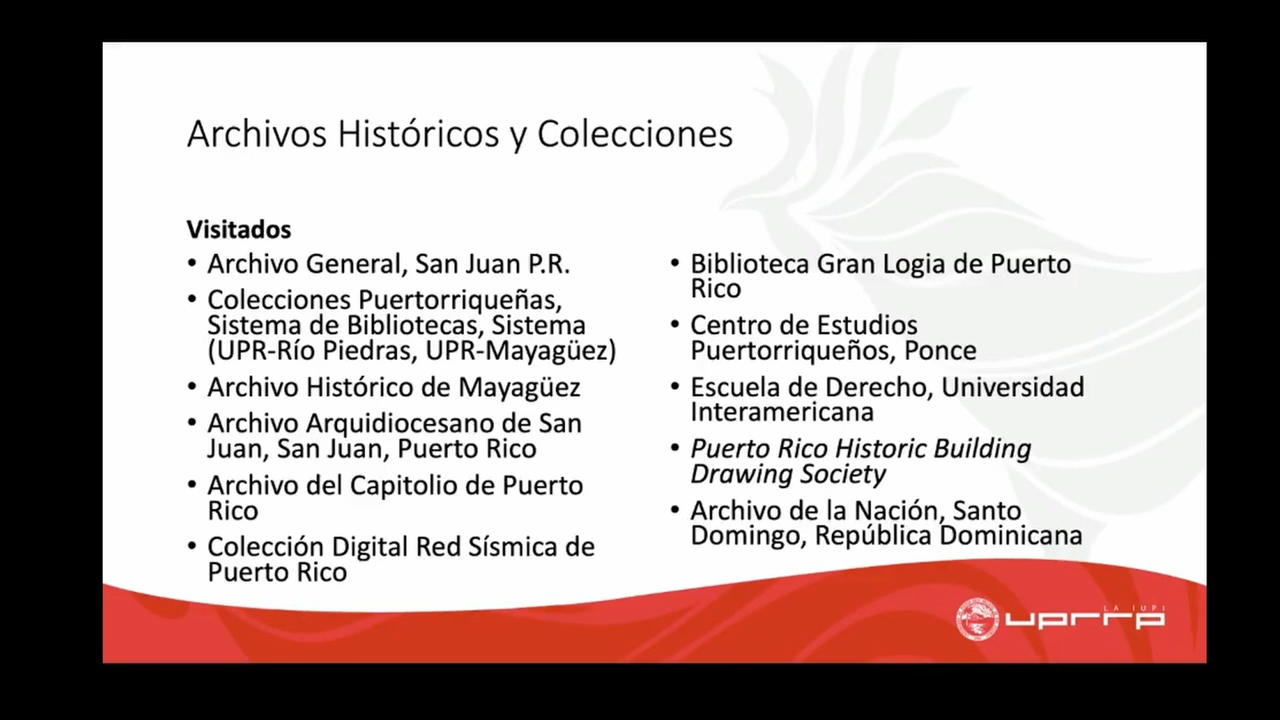 Archivos Históricos y Colecciones
Visitados
• Archivo General, San Juan P.R.
• Colecciones Puertorriqueñas,
Sistema de Bibliotecas, Sistema
(UPR-Río Piedras, UPR-Mayagüez)
• Archivo Histórico de Mayagüez
• Archivo Arquidiocesano de San
Juan, San Juan, Puerto Rico
• Archivo del Capitolio de Puerto
Rico
• Colección Digital Red Sísmica de
Puerto Rico
• Biblioteca Gran Logia de Puerto
Rico
• Centro de Estudios
Puertorriqueños, Ponce
• Escuela de Derecho, Universidad
Interamericana
• Puerto Rico Historic Building
Drawing Society
• Archivo de la Nación, Santo
Domingo, República Dominicana
LA IUPI
uprrp